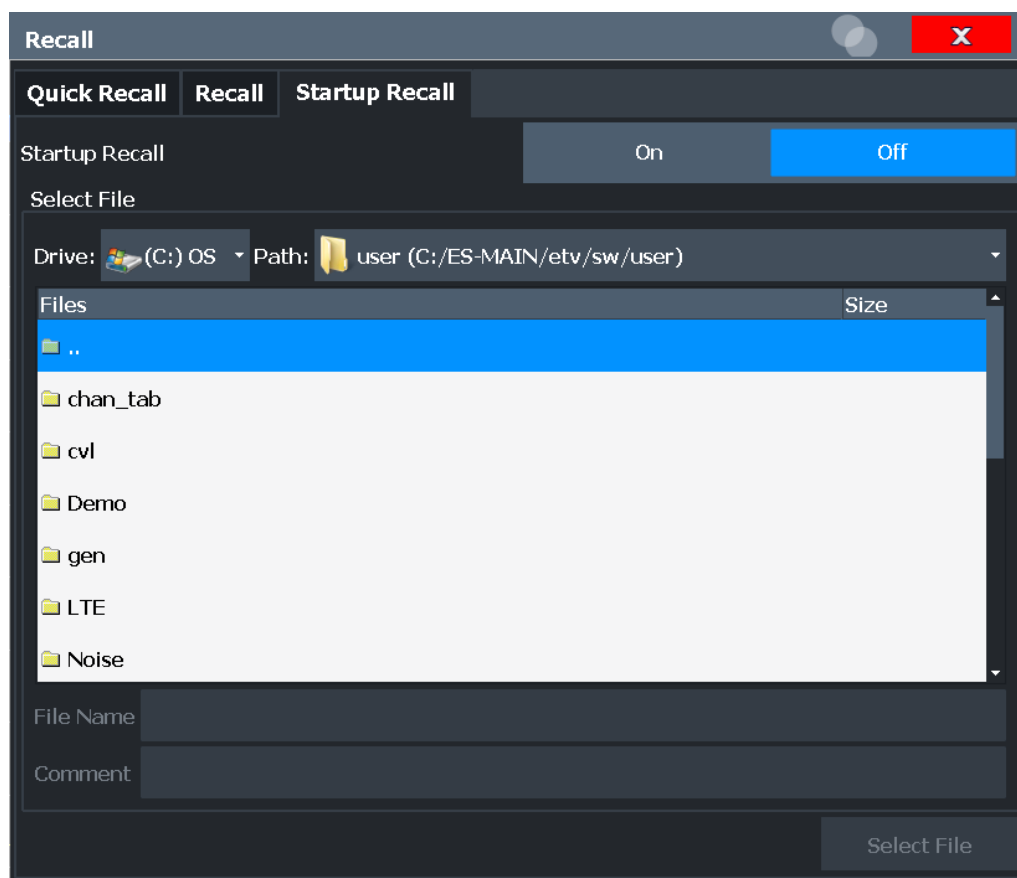 Recall X
Quick Recall Recall Startup Recall
Startup Recall On Off
Select File
Drive: (C:) OS Path: user (C:/ES-MAIN/etv/sw/user)
Files Size
..
chan_tab
cvl
Demo
gen
LTE
Noise
File Name
Comment
Select File